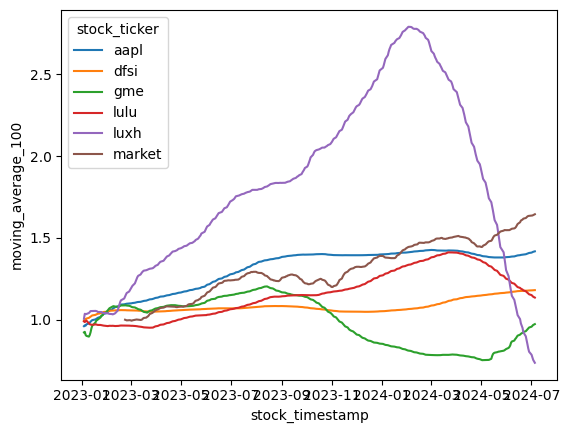 stock_ticker
aapl
dfsi
gme
lulu
luxh
market
moving_average_100
2.5
2.0
1.5
1.0
2023-01 2023-03 2023-05 2023-07 2023-09 2023-11 2024-01 2024-03 2024-05 2024-07
stock_timestamp